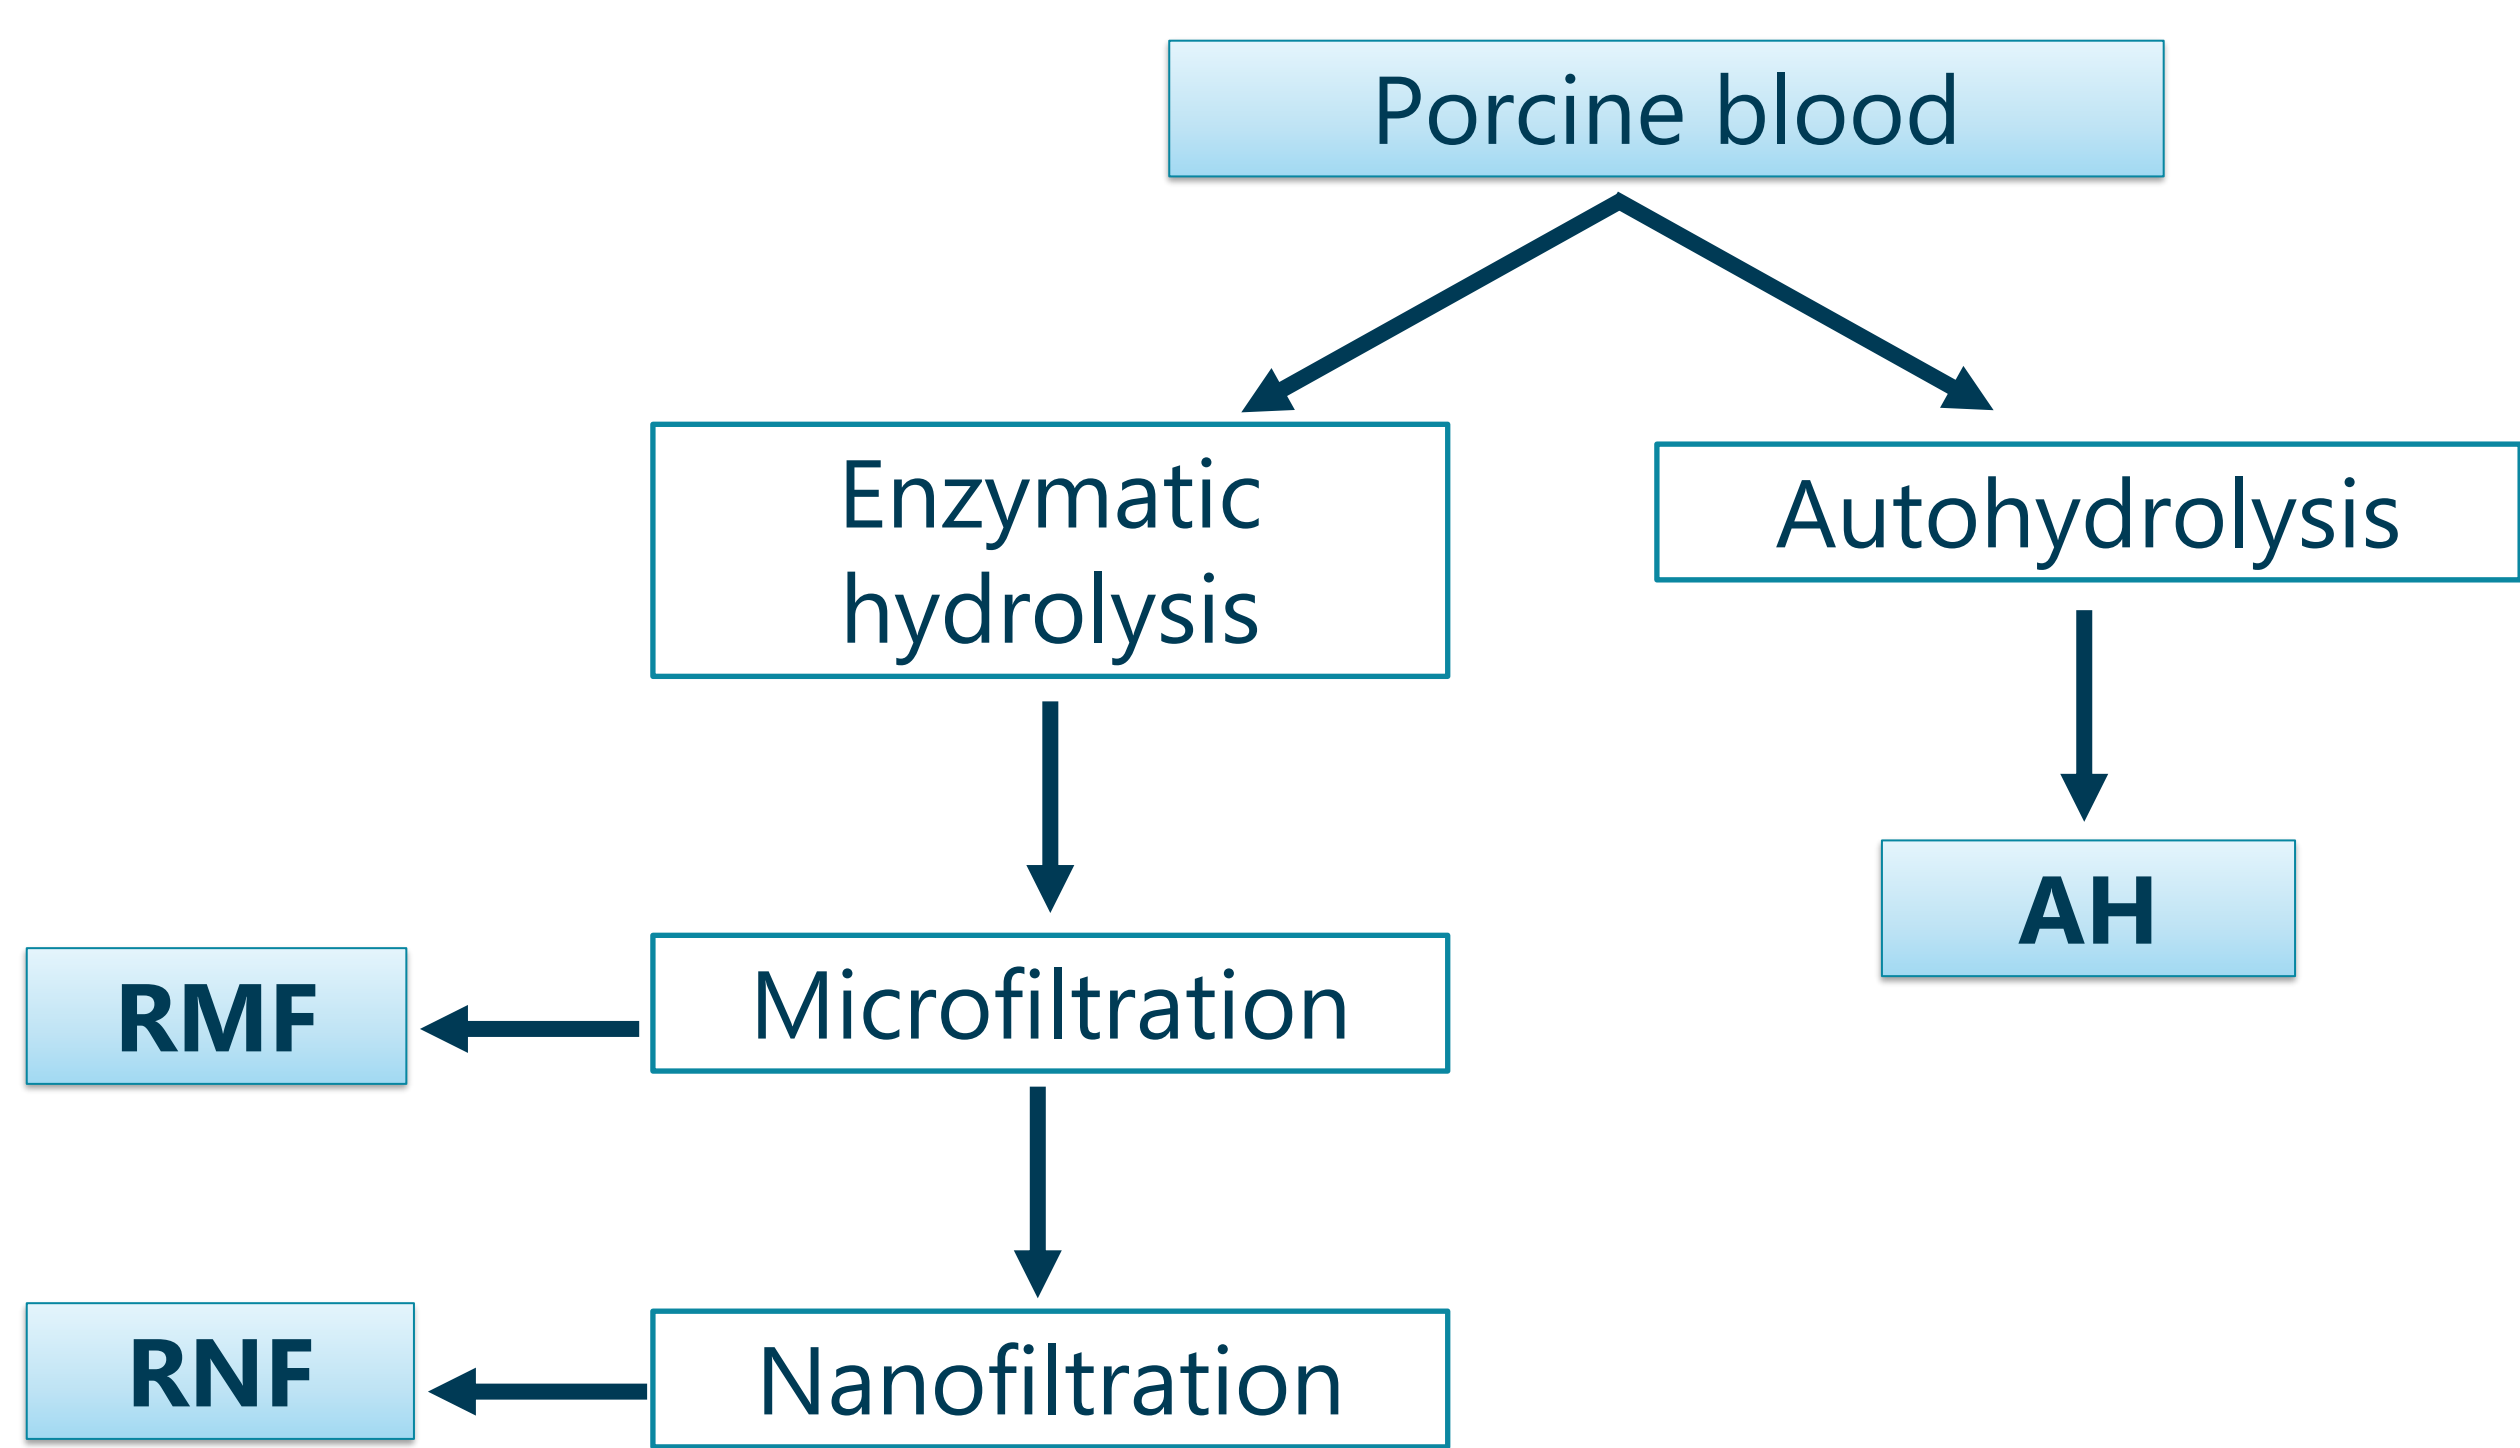 Porcine blood
Enzymatic
hydrolysis
Autohydrolysis
AH
RMF
Microfiltration
RNF
Nanofiltration